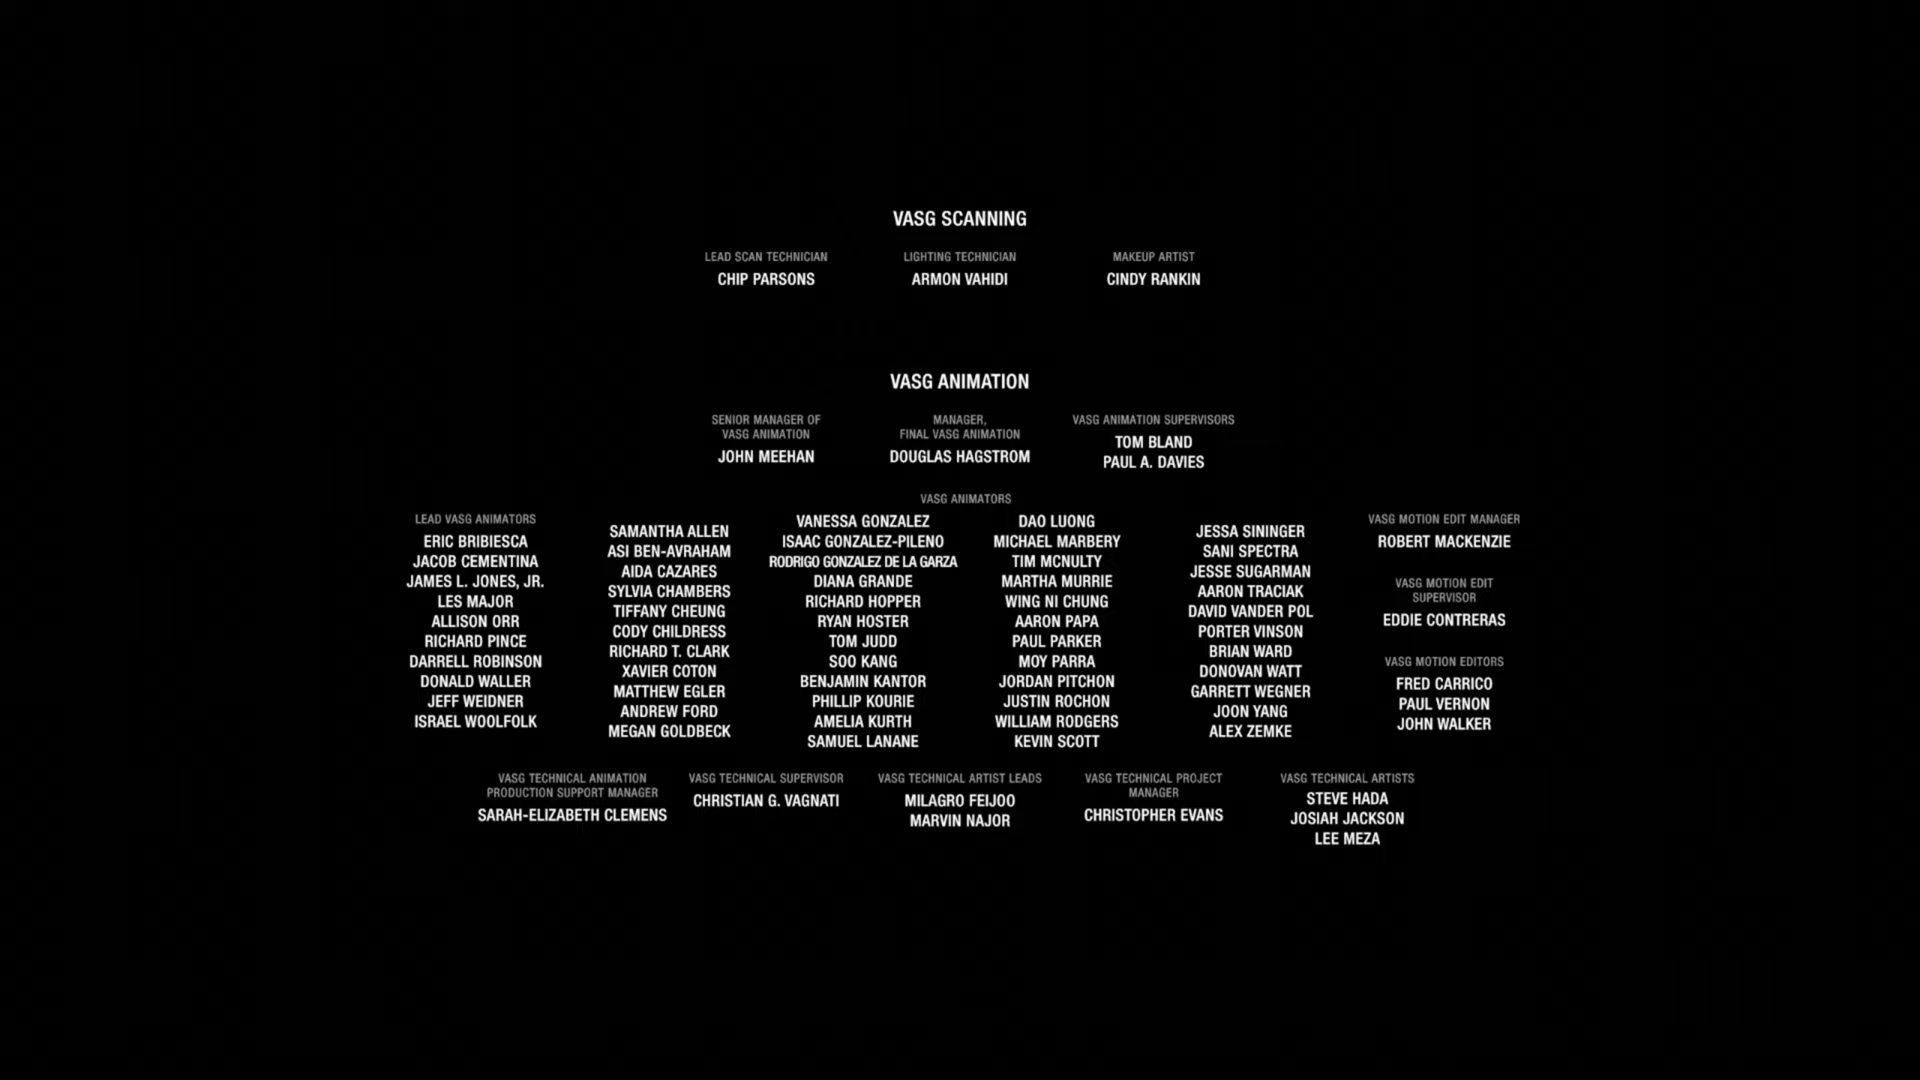 VASG SCANNING
LEAD SCAN TECHNICIAN
CHIP PARSONS
LIGHTING TECHNICIAN
ARMON VAHIDI
MAKEUP ARTIST
CINDY RANKIN
VASG ANIMATION
SENIOR MANAGER OF
VASG ANIMATION
JOHN MEEHAN
MANAGER,
FINAL VASG ANIMATION
DOUGLAS HAGSTROM
VASG ANIMATION SUPERVISORS
TOM BLAND
PAUL A. DAVIES
LEAD VASG ANIMATORS
ERIC BRIBIESCA
JACOB CEMENTINA
JAMES L. JONES, JR.
LES MAJOR
ALLISON ORR
RICHARD PINCE
DARRELL ROBINSON
DONALD WALLER
JEFF WEIDNER
ISRAEL WOOLFOLK
VASG ANIMATORS
SAMANTHA ALLEN
ASI BEN-AVRAHAM
AIDA CAZARES
SYLVIA CHAMBERS
TIFFANY CHEUNG
CODY CHILDRESS
RICHARD T. CLARK
XAVIER COTON
MATTHEW EGLER
ANDREW FORD
MEGAN GOLDBECK
VANESSA GONZALEZ
ISAAC GONZALEZ-PILENO
RODRIGO GONZALEZ DE LA GARZA
DIANA GRANDE
RICHARD HOPPER
RYAN HOSTER
TOM JUDD
SOO KANG
BENJAMIN KANTOR
PHILLIP KOURIE
AMELIA KURTH
SAMUEL LANANE
DAO LUONG
MICHAEL MARBERY
TIM MCNULTY
MARTHA MURRIE
WING NI CHUNG
AARON PAPA
PAUL PARKER
MOY PARRA
JORDAN PITCHON
JUSTIN ROCHON
WILLIAM RODGERS
KEVIN SCOTT
JESSA SININGER
SANI SPECTRA
JESSE SUGARMAN
AARON TRACIAK
DAVID VANDER POL
PORTER VINSON
BRIAN WARD
DONOVAN WATT
GARRETT WEGNER
JOON YANG
ALEX ZEMKE
VASG MOTION EDIT MANAGER
ROBERT MACKENZIE
VASG MOTION EDIT
SUPERVISOR
EDDIE CONTRERAS
VASG MOTION EDITORS
FRED CARRICO
PAUL VERNON
JOHN WALKER
VASG TECHNICAL ANIMATION
PRODUCTION SUPPORT MANAGER
SARAH-ELIZABETH CLEMENS
VASG TECHNICAL SUPERVISOR
CHRISTIAN G. VAGNATI
VASG TECHNICAL ARTIST LEADS
MILAGRO FEIJOO
MARVIN NAJOR
VASG TECHNICAL PROJECT
MANAGER
CHRISTOPHER EVANS
VASG TECHNICAL ARTISTS
STEVE HADA
JOSIAH JACKSON
LEE MEZA